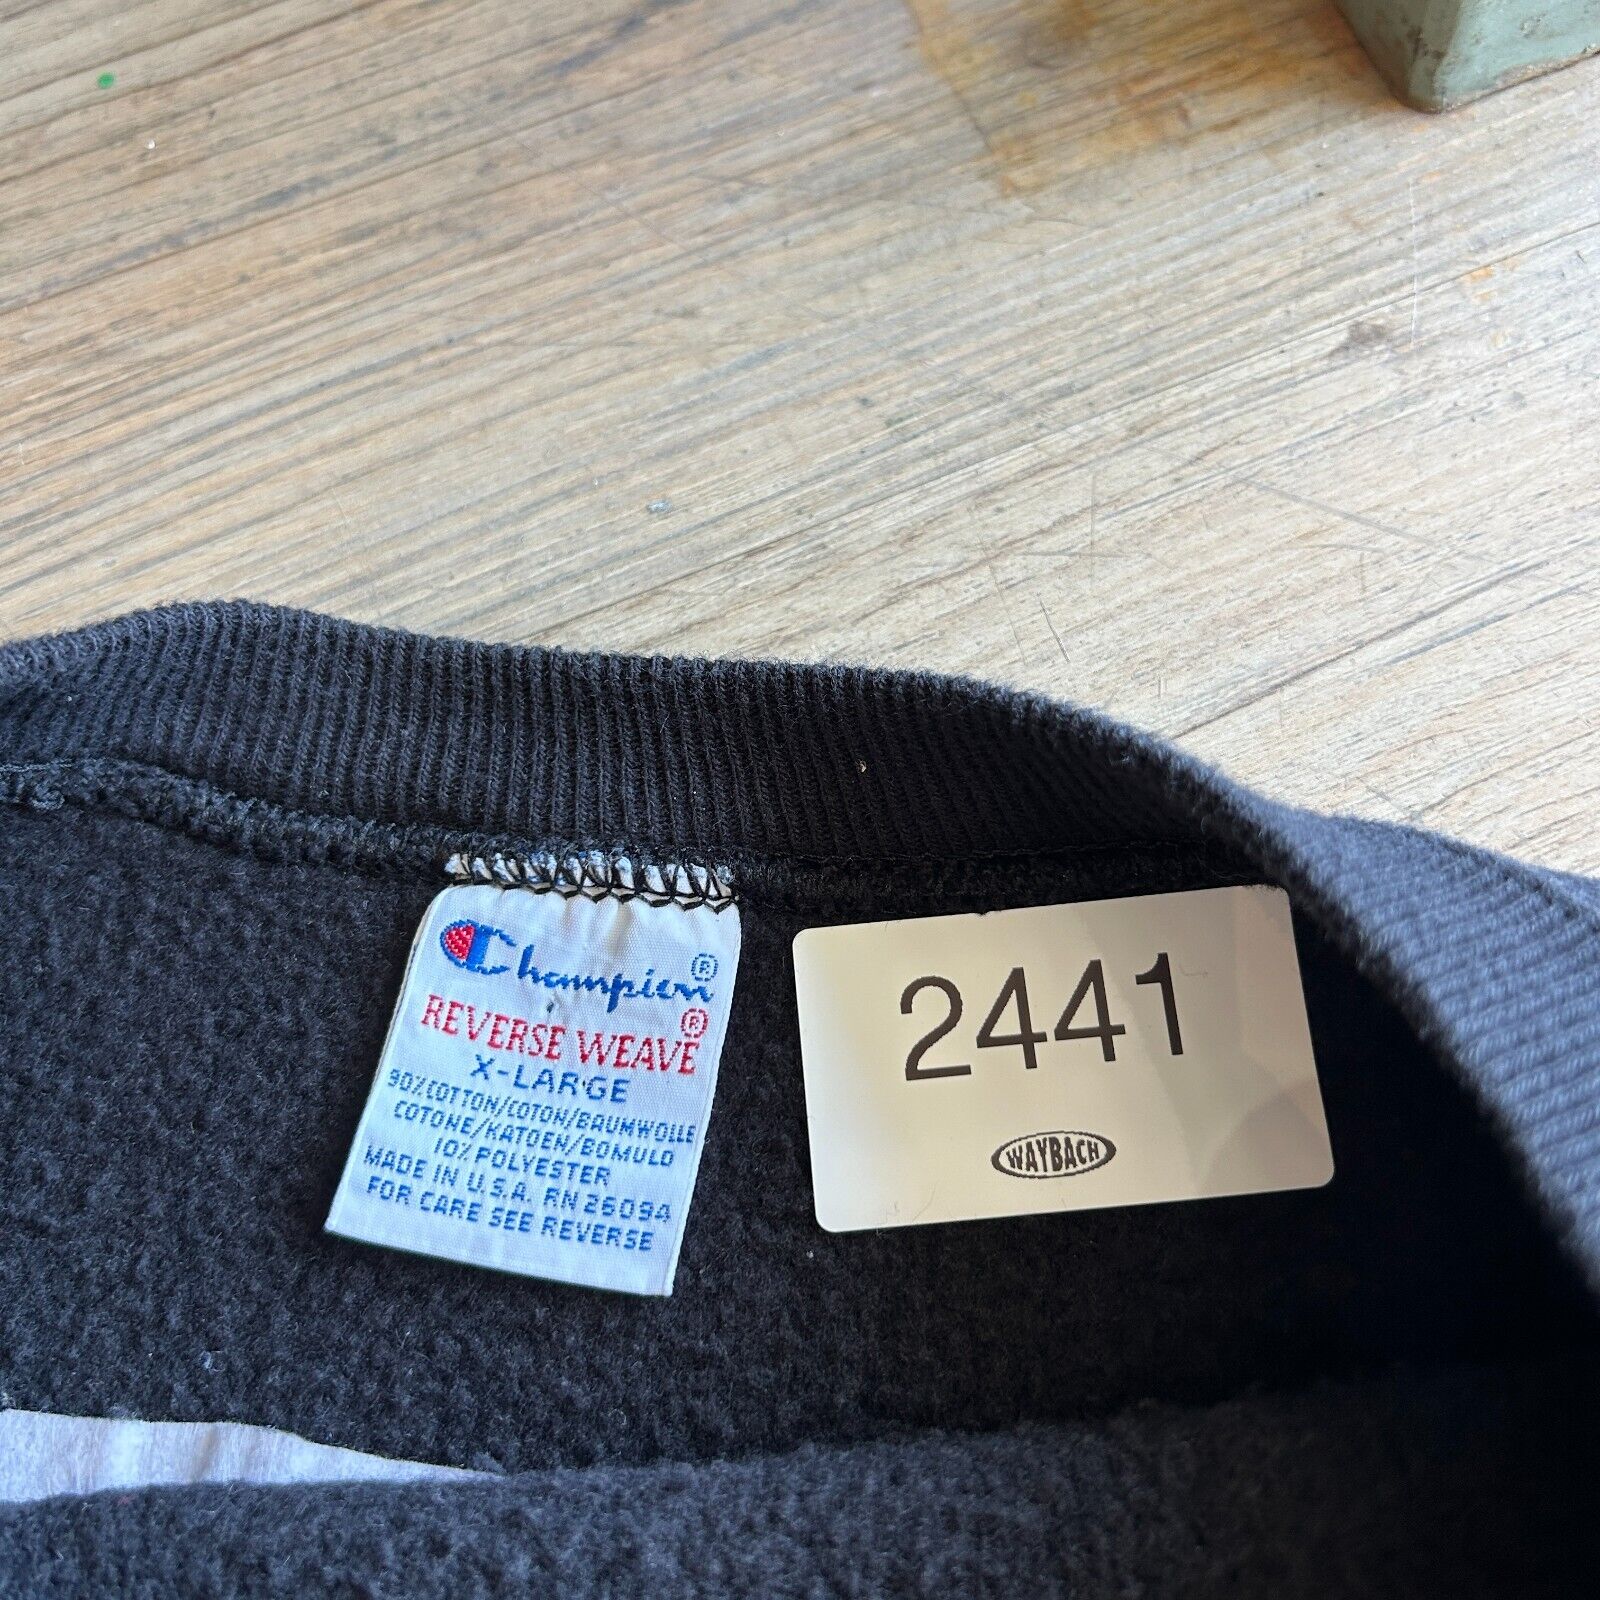 Champion®
REVERSE WEAVE®
X-LARGE
90% COTTON/COTON/BAUMWOLLE
COTONE/KATOEN/BOMULD
10% POLYESTER
MADE IN U.S.A. RN 26094
FOR CARE SEE REVERSE
2441
WAYBACH